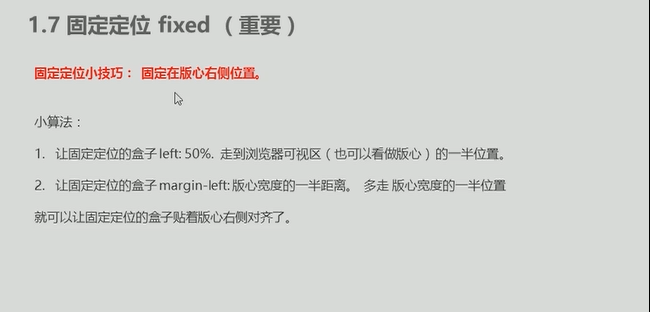 1.7 固定定位 fixed （重要）
固定定位小技巧： 固定在版心右侧位置。
小算法：
1. 让固定定位的盒子 left: 50%. 走到浏览器可视区（也可以看做版心）的一半位置。
2. 让固定定位的盒子 margin-left: 版心宽度的一半距离。 多走 版心宽度的一半位置
就可以让固定定位的盒子贴着版心右侧对齐了。